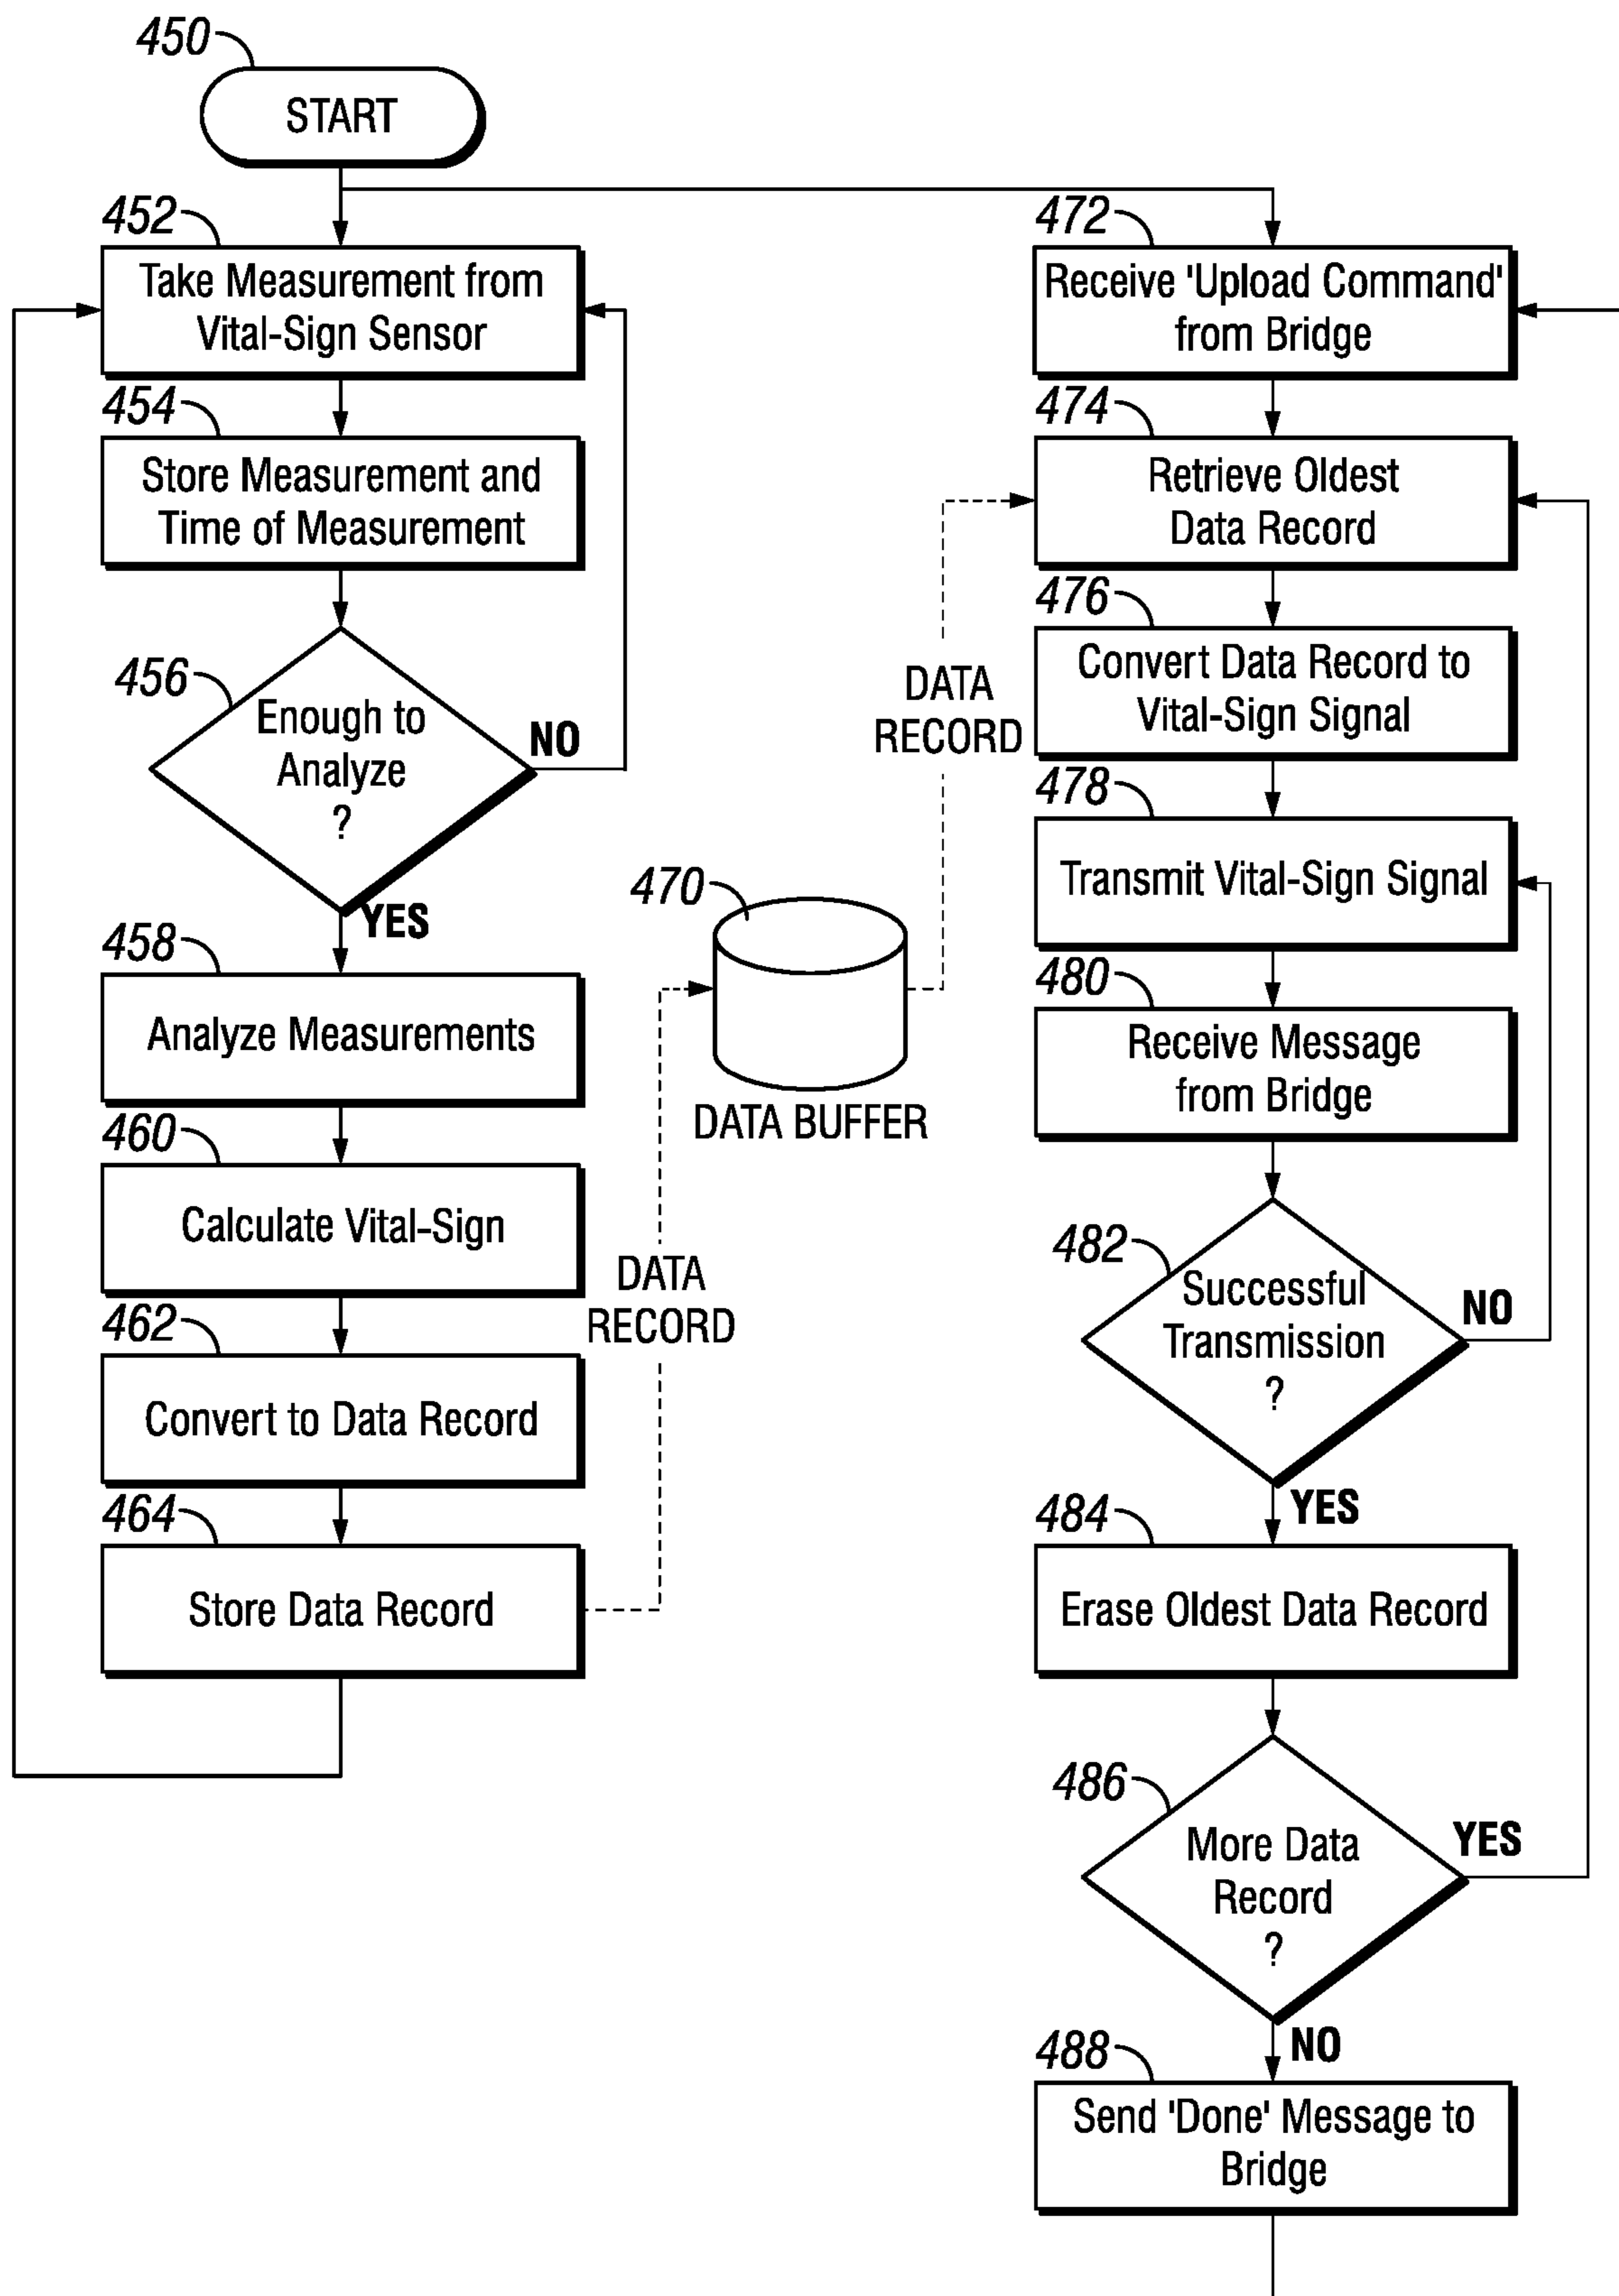 450
START
452
Take Measurement from
Vital-Sign Sensor
454
Store Measurement and
Time of Measurement
456
Enough to
Analyze
?
NO
YES
458
Analyze Measurements
460
Calculate Vital-Sign
462
Convert to Data Record
464
Store Data Record
DATA
RECORD
470
DATA BUFFER
DATA
RECORD
472
Receive 'Upload Command'
from Bridge
474
Retrieve Oldest
Data Record
476
Convert Data Record to
Vital-Sign Signal
478
Transmit Vital-Sign Signal
480
Receive Message
from Bridge
482
Successful
Transmission
?
NO
YES
484
Erase Oldest Data Record
486
More Data
Record
?
YES
NO
488
Send 'Done' Message to
Bridge